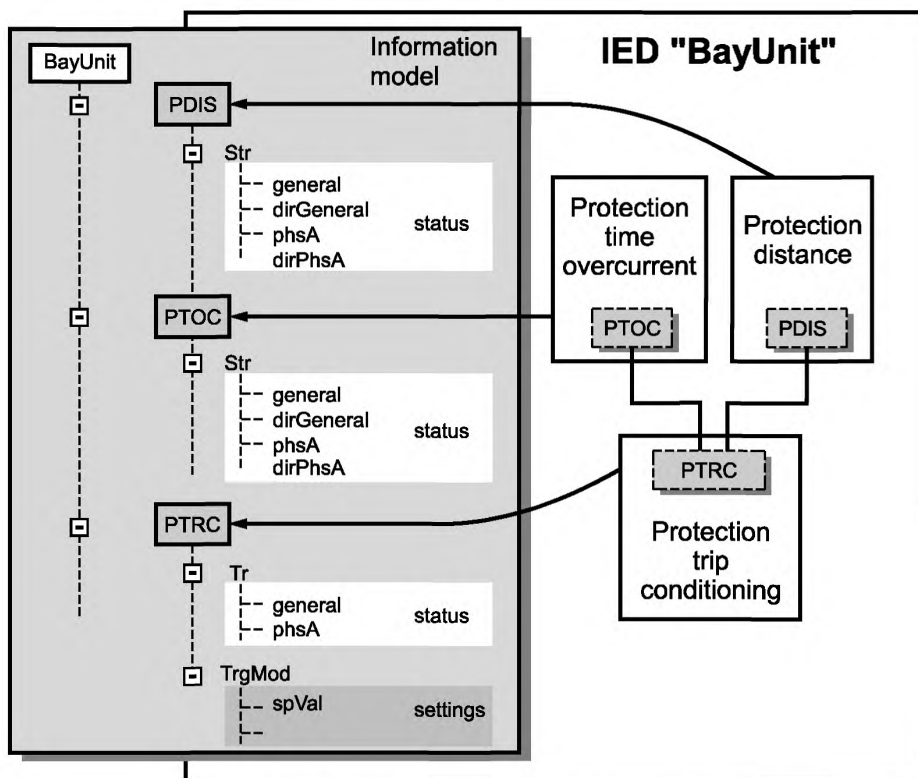 BayUnit
Information
model
PDIS
Str
general
dirGeneral
phsA
dirPhsA
status
PTOC
Str
general
dirGeneral
phsA
dirPhsA
status
PTRC
Tr
general
phsA
status
TrgMod
spVal
settings
IED "BayUnit"
Protection
time
overcurrent
PTOC
Protection
distance
PDIS
PTRC
Protection
trip
conditioning